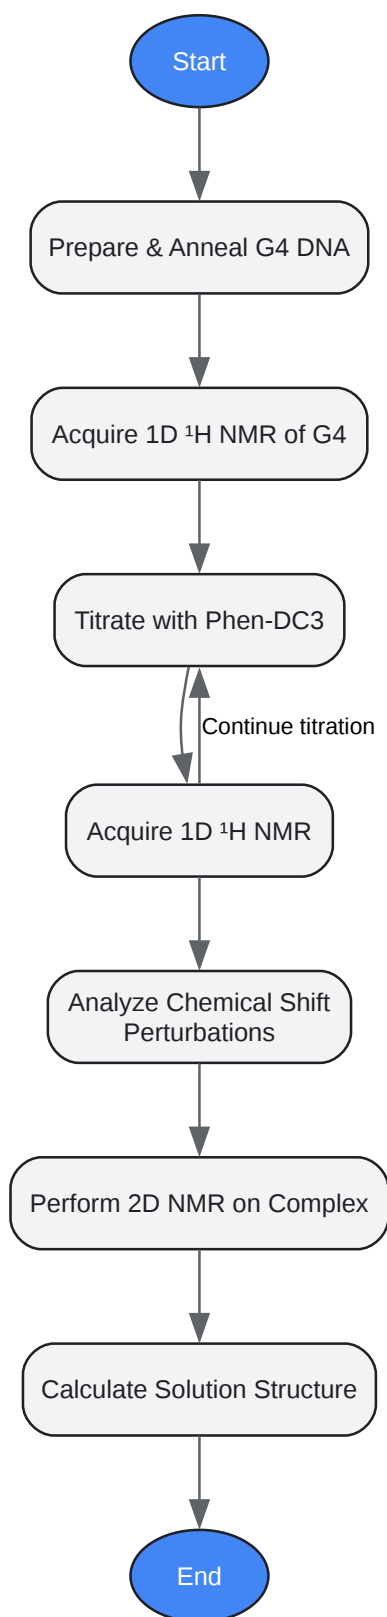 Start
Prepare & Anneal G4 DNA
Acquire 1D ¹H NMR of G4
Titrate with Phen-DC3
Continue titration
Acquire 1D ¹H NMR
Analyze Chemical Shift
Perturbations
Perform 2D NMR on Complex
Calculate Solution Structure
End